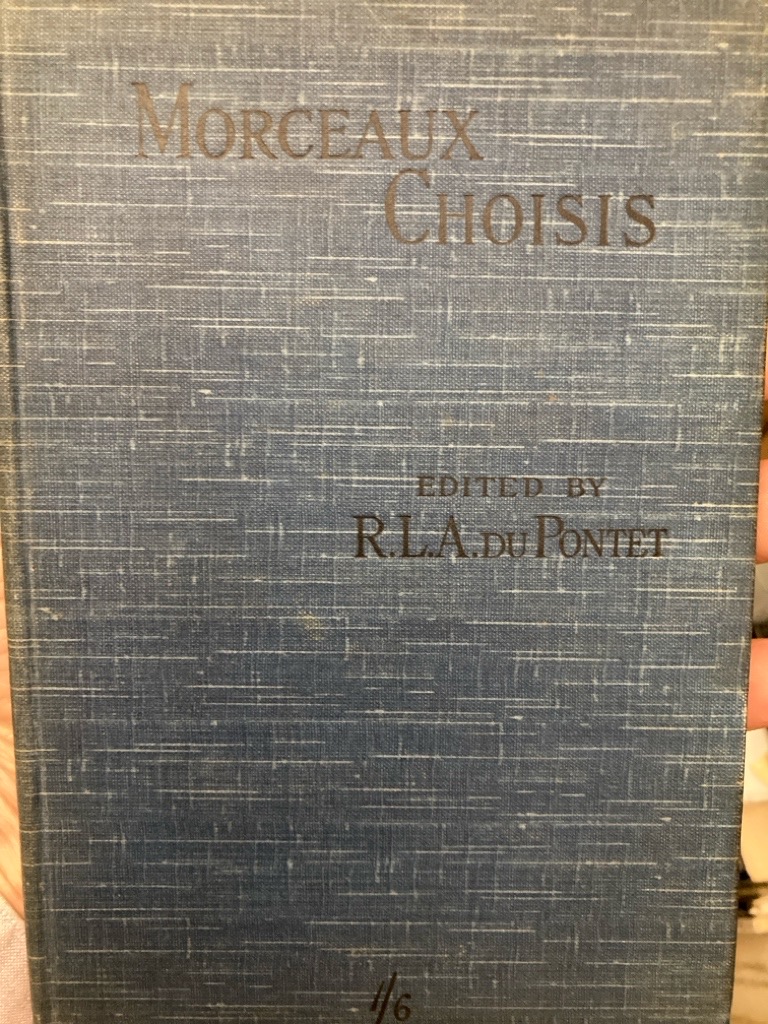 MORCEAUX
CHOISIS
EDITED BY
R.L.A. DU PONTET
1/6